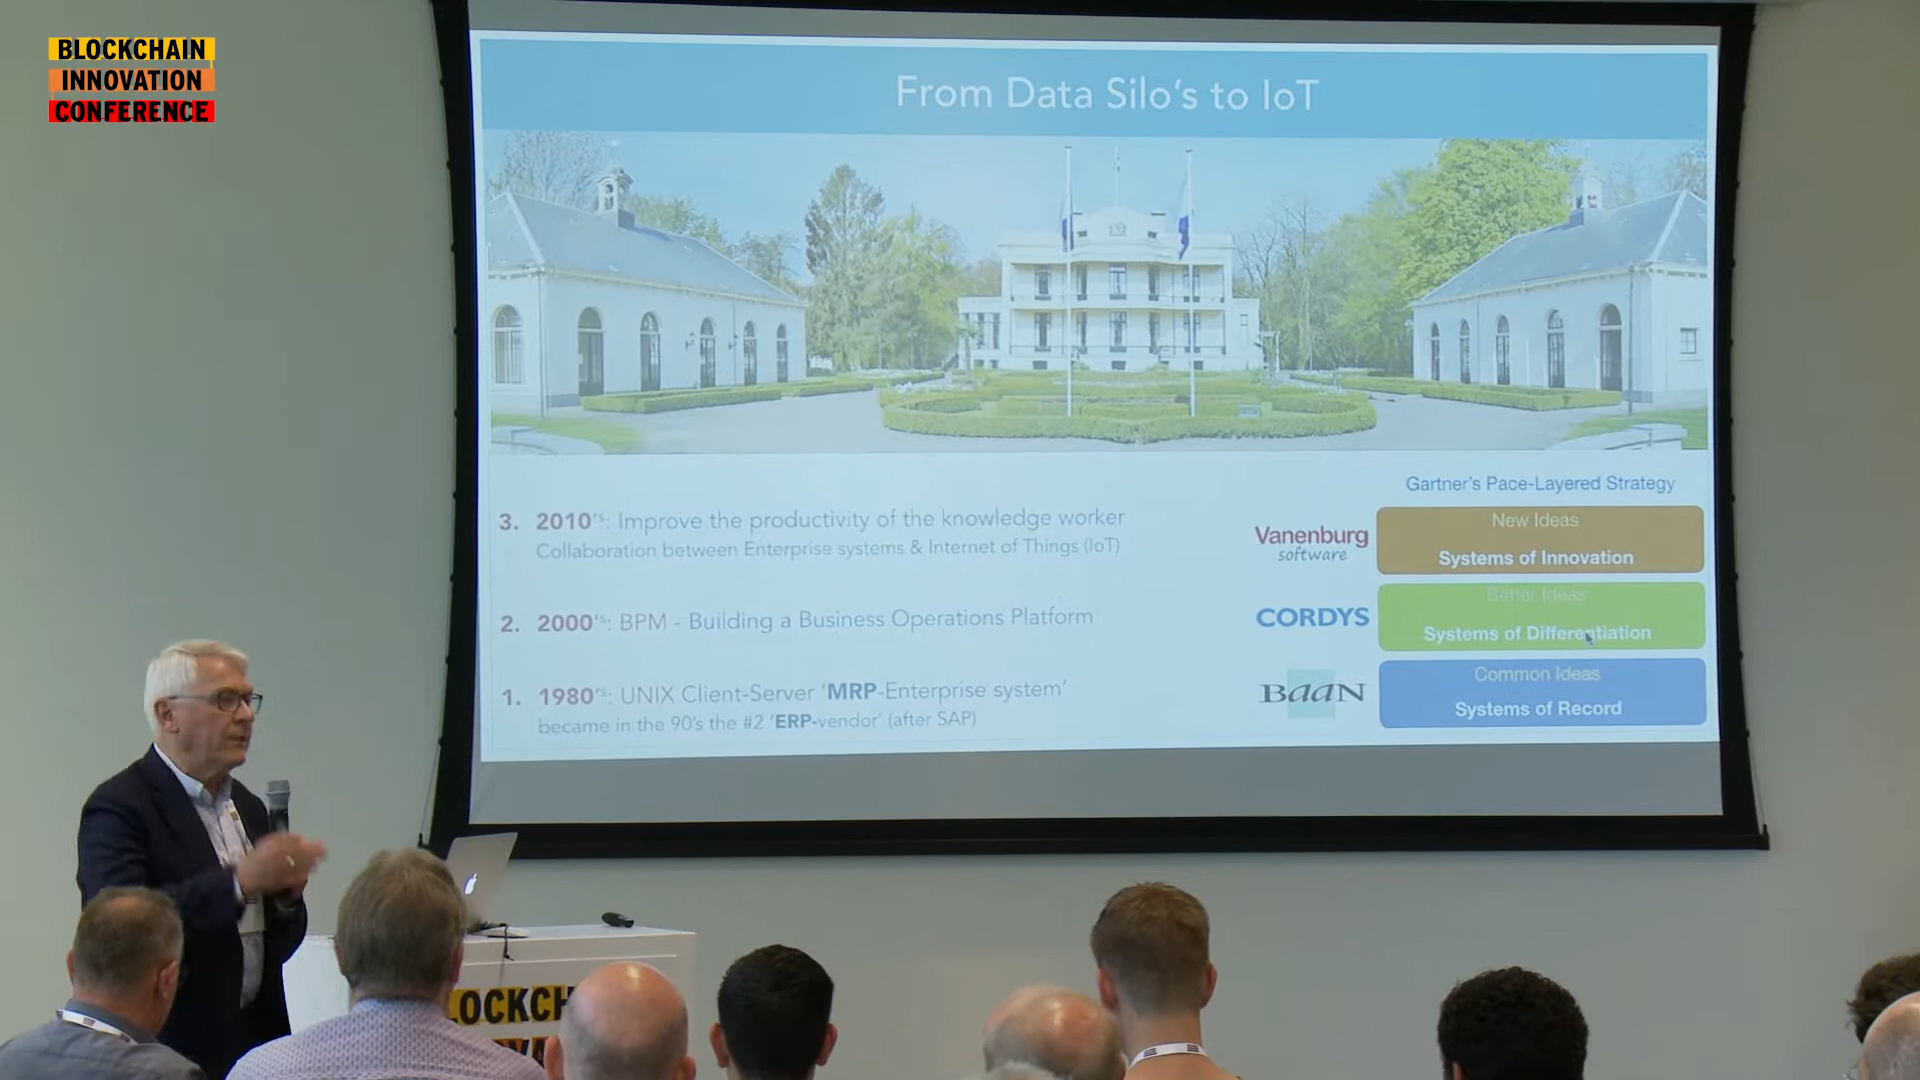 BLOCKCHAIN
INNOVATION
CONFERENCE
From Data Silo's to IoT
Gartner's Pace-Layered Strategy
3. 2010's: Improve the productivity of the knowledge worker
Collaboration between Enterprise systems & Internet of Things (IoT)
Vanenburg
software
New Ideas
Systems of Innovation
2. 2000's: BPM - Building a Business Operations Platform
CORDYS
Better Ideas
Systems of Differentiation
1. 1980's: UNIX Client-Server 'MRP-Enterprise system'
became in the 90's the #2 'ERP-vendor' (after SAP)
BaaN
Common Ideas
Systems of Record
LOCKCH